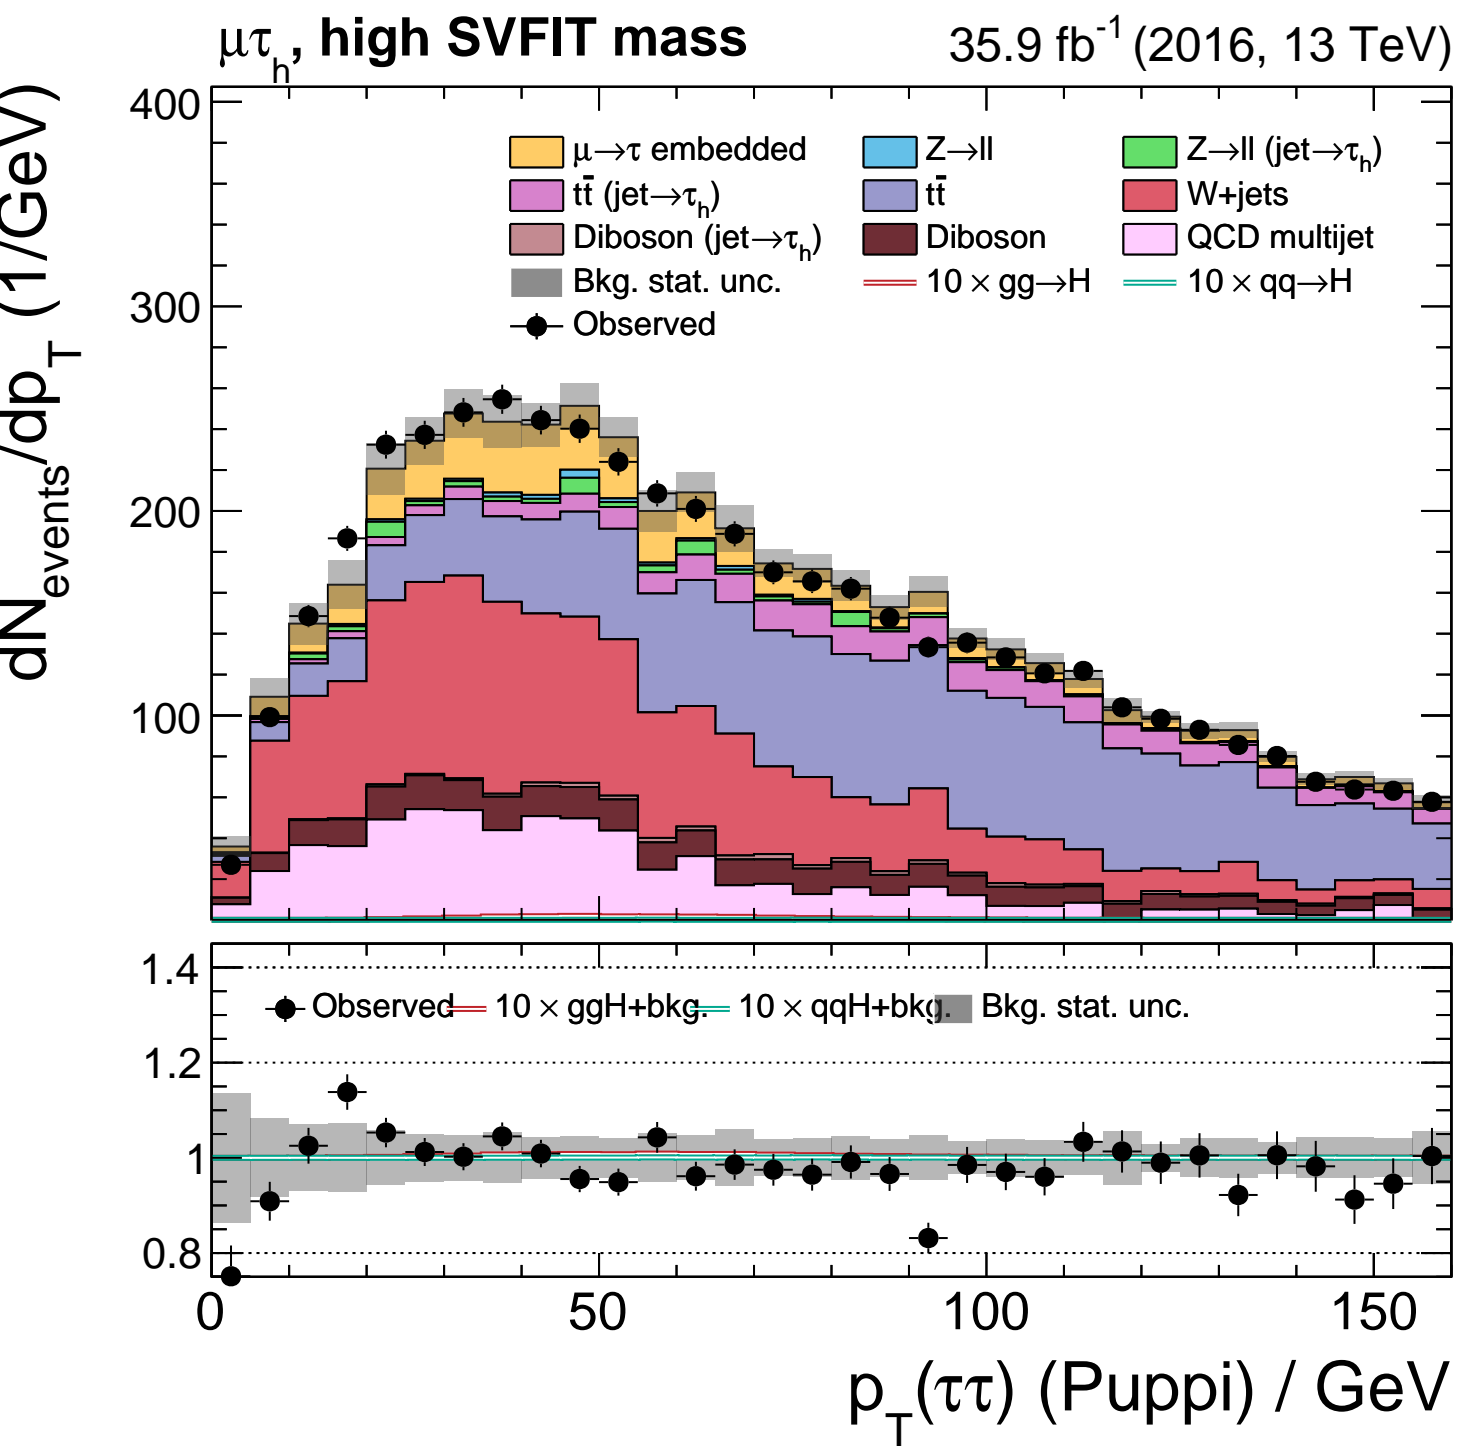 μτh, high SVFIT mass 35.9 fb-1 (2016, 13 TeV)
dNevents/dpT (1/GeV)
400
300
200
100
μ→τ embedded Z→ll Z→ll (jet→τh)
tt̄ (jet→τh) tt̄ W+jets
Diboson (jet→τh) Diboson QCD multijet
Bkg. stat. unc. 10 × gg→H 10 × qq→H
Observed
1.4
1.2
1
0.8
Observed 10 × ggH+bkg. 10 × qqH+bkg. Bkg. stat. unc.
0 50 100 150
pT(ττ) (Puppi) / GeV